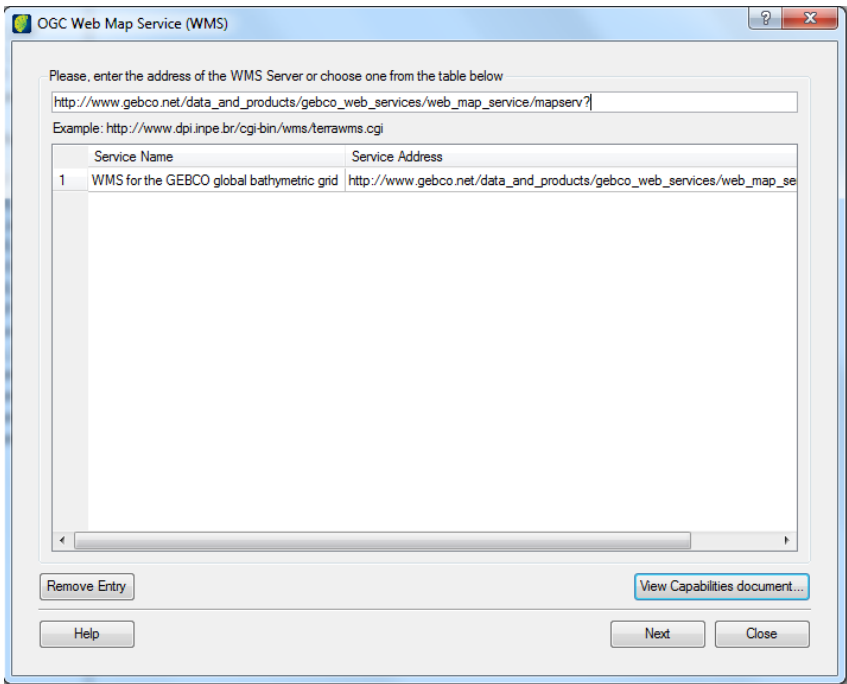 OGC Web Map Service (WMS)
Please, enter the address of the WMS Server or choose one from the table below
http://www.gebco.net/data_and_products/gebco_web_services/web_map_service/mapserv?
Example: http://www.dpi.inpe.br/cgi-bin/wms/terrawms.cgi
Service Name Service Address
1 WMS for the GEBCO global bathymetric grid http://www.gebco.net/data_and_products/gebco_web_services/web_map_se
Remove Entry View Capabilities document...
Help Next Close